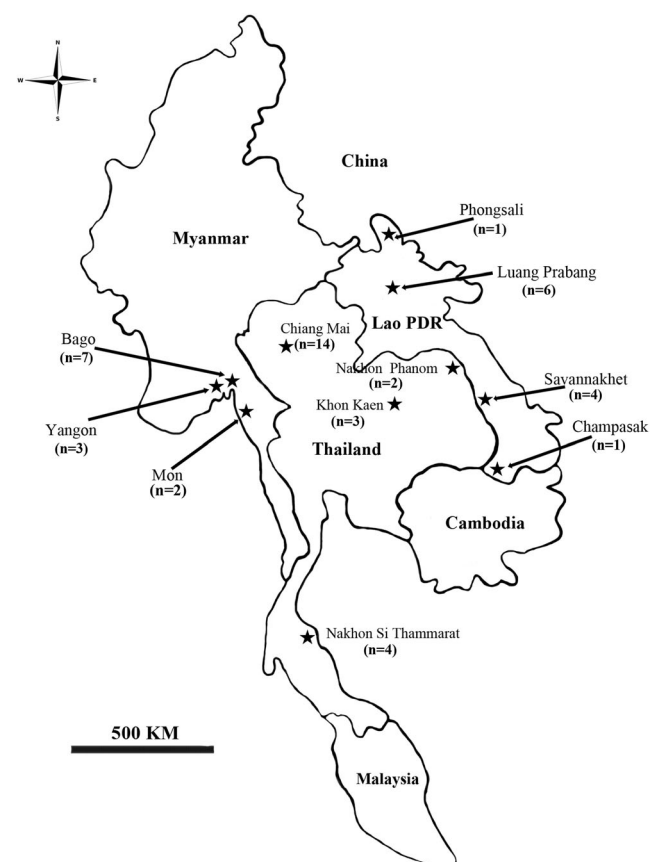 N
W
E
S
China
Phongsali
(n=1)
Myanmar
Luang Prabang
(n=6)
Chiang Mai
(n=14)
Lao PDR
Bago
(n=7)
Nakhon Phanom
(n=2)
Savannakhet
(n=4)
Khon Kaen
(n=3)
Yangon
(n=3)
Champasak
(n=1)
Thailand
Mon
(n=2)
Cambodia
Nakhon Si Thammarat
(n=4)
500 KM
Malaysia